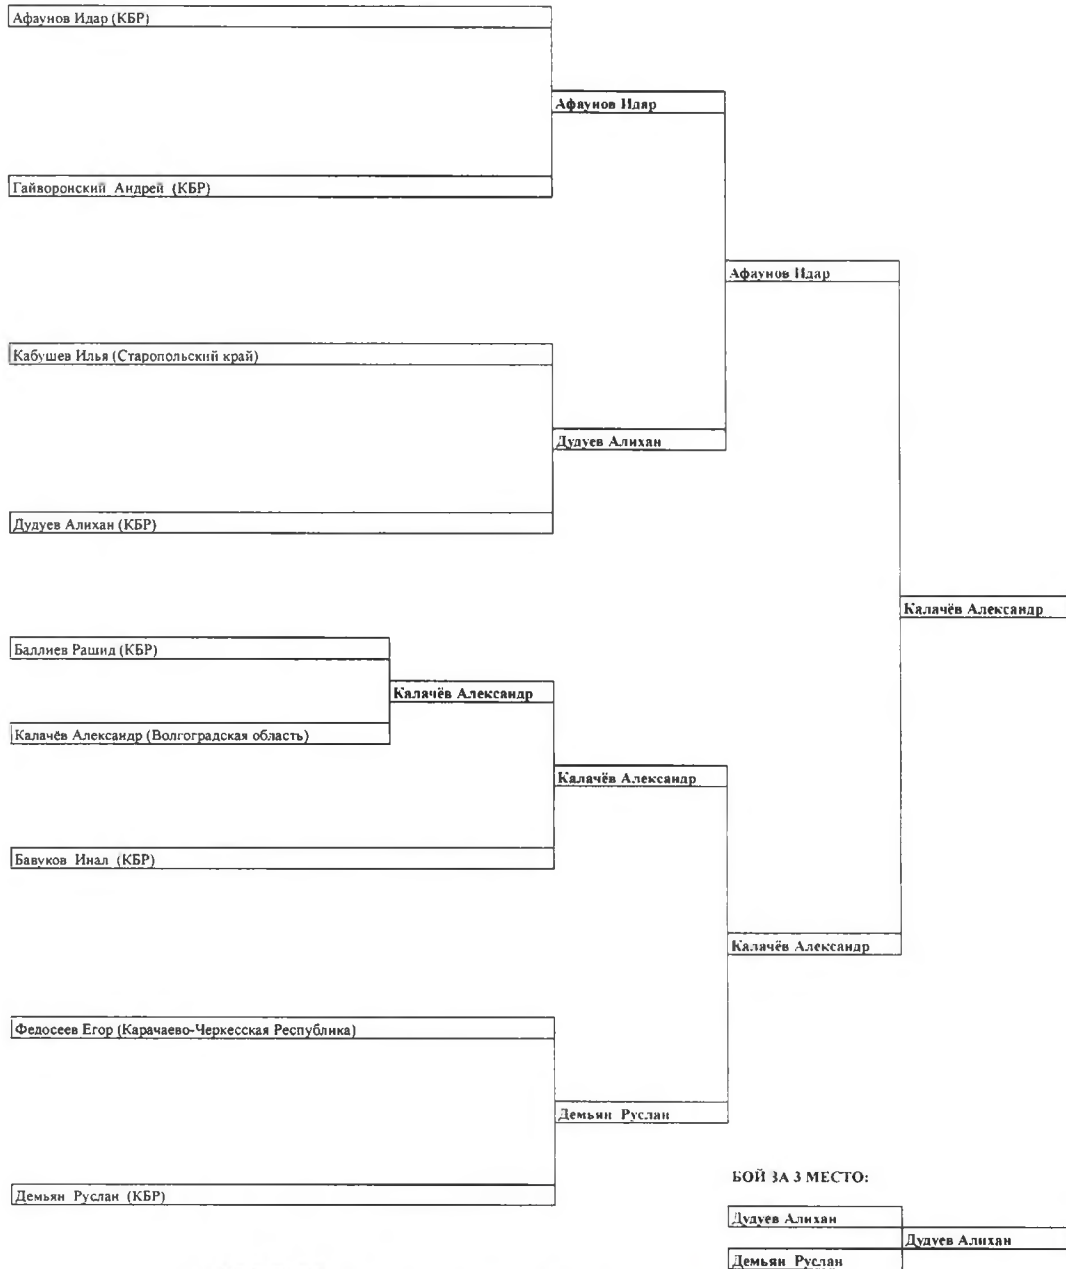 Афаунов Идар (КБР)
Афаунов Идар
Гайворонский Андрей (КБР)
Афаунов Идар
Кабушев Илья (Старопольский край)
Дудуев Алихан
Дудуев Алихан (КБР)
Калачёв Александр
Баллиев Рашид (КБР)
Калачёв Александр
Калачёв Александр (Волгоградская область)
Калачёв Александр
Бавуков Инал (КБР)
Калачёв Александр
Федосеев Егор (Карачаево-Черкесская Республика)
Демьян Руслан
Демьян Руслан (КБР)
БОЙ ЗА 3 МЕСТО:
Дудуев Алихан
Дудуев Алихан
Демьян Руслан